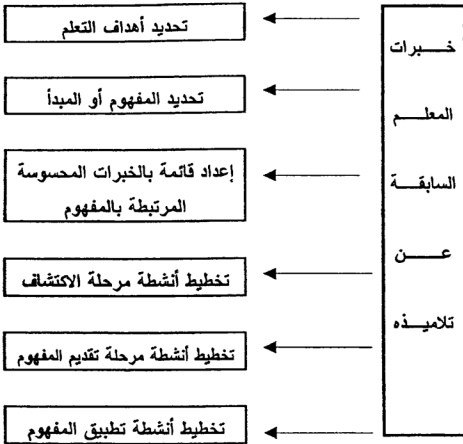 خبرات
المعلم
السابقة
عن
تلاميذه
تحديد أهداف التعلم
تحديد المفهوم أو المبدأ
إعداد قائمة بالخبرات المحسوسة
المرتبطة بالمفهوم
تخطيط أنشطة مرحلة الاكتشاف
تخطيط أنشطة مرحلة تقديم المفهوم
تخطيط أنشطة تطبيق المفهوم